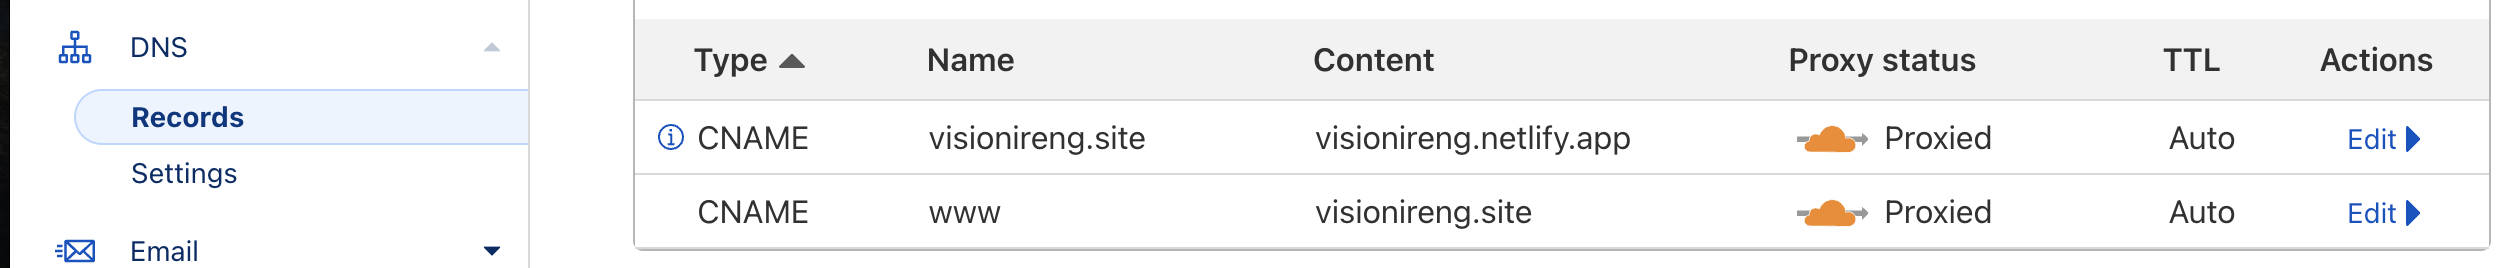 DNS
Records
Settings
Email
Type Name Content Proxy status TTL Actions
CNAME visionireng.site visionireng.netlify.app Proxied Auto Edit
CNAME www visionireng.site Proxied Auto Edit